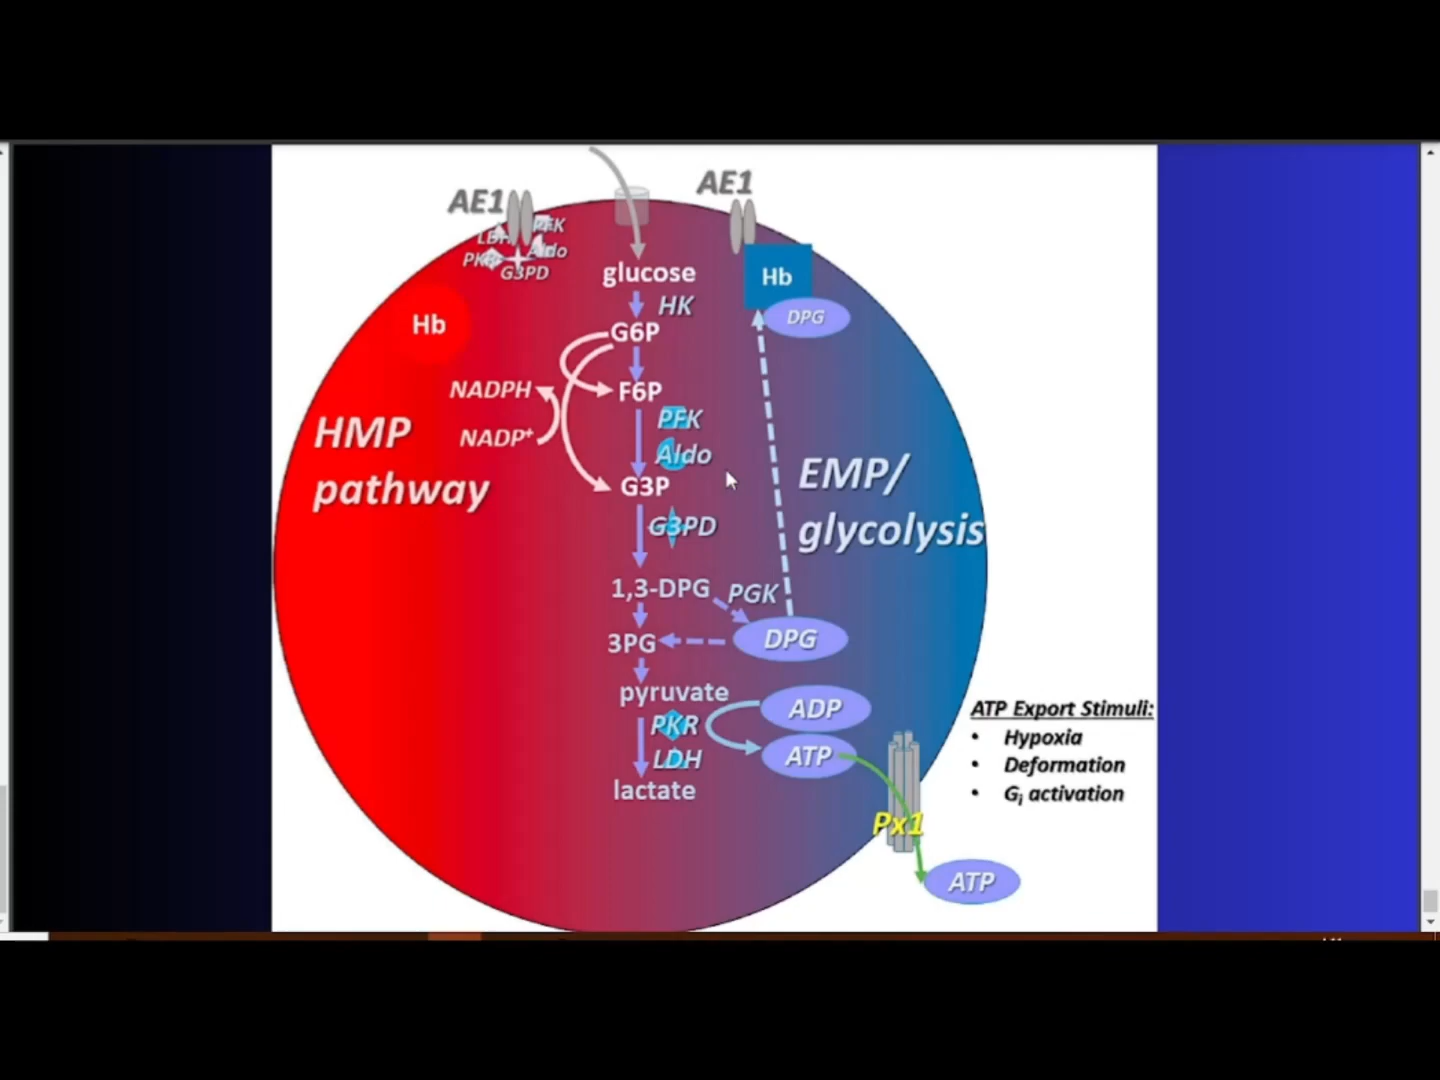 AE1
AE1
PFK
LDH
Aldo
PKR
G3PD
glucose
Hb
HK
DPG
Hb
G6P
NADPH
F6P
PFK
HMP
pathway
NADP+
Aldo
EMP/
glycolysis
G3P
G3PD
1,3-DPG
PGK
3PG
DPG
pyruvate
ADP
PKR
ATP
LDH
lactate
ATP Export Stimuli:
• Hypoxia
• Deformation
• Gi activation
Px1
ATP